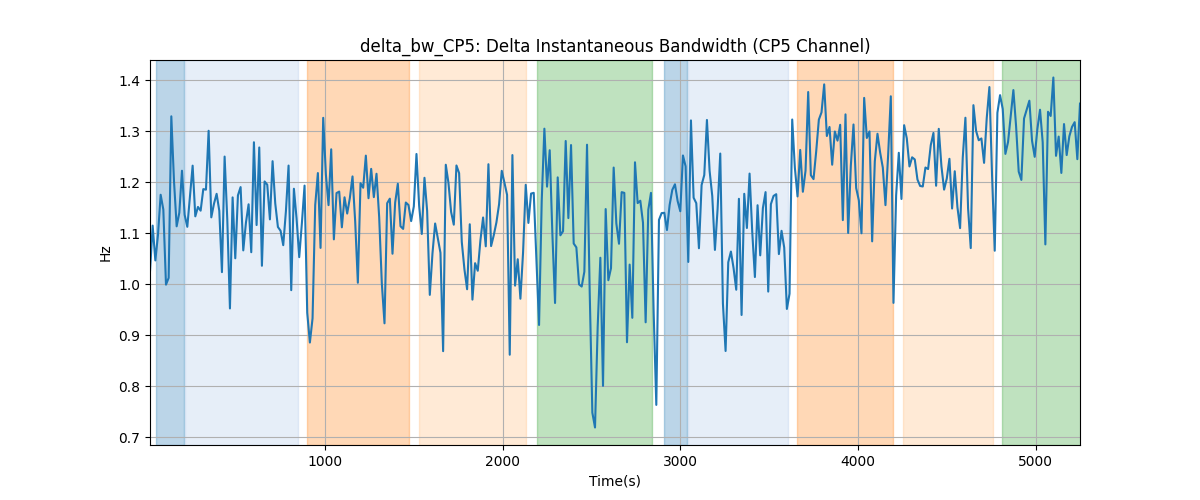 delta_bw_CP5: Delta Instantaneous Bandwidth (CP5 Channel)
1.4
1.3
1.2
1.1
1.0
0.9
0.8
0.7
Hz
1000 2000 3000 4000 5000
Time(s)